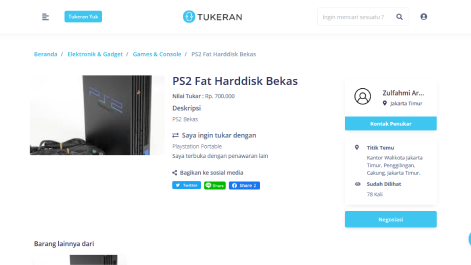 Tukeran Yuk
TUKERAN
Ingin mencari sesuatu ?
Beranda / Elektronik & Gadget / Games & Console / PS2 Fat Harddisk Bekas
PS2
PS2 Fat Harddisk Bekas
Nilai Tukar : Rp. 700,000
Deskripsi
PS2 Bekas
Saya ingin tukar dengan
Playstation Portable
Saya terbuka dengan penawaran lain
Bagikan ke sosial media
Twitter
Share
Share
Zulfahmi Ar...
Jakarta Timur
Kontak Penukar
Titik Temu
Kantor Walikota Jakarta
Timur, Penggilingan,
Cakung, Jakarta Timur,
Sudah Dilihat
78 Kali
Negosiasi
Barang lainnya dari